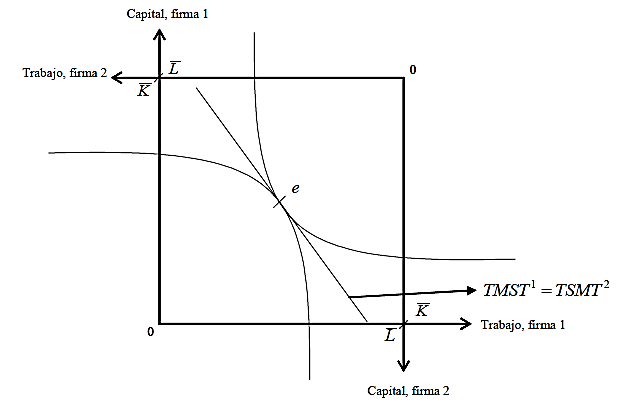 Capital, firma 1
0
Trabajo, firma 2
L̅
K̅
e
TMST¹ = TSMT²
K̅
0
L̅
Trabajo, firma 1
Capital, firma 2